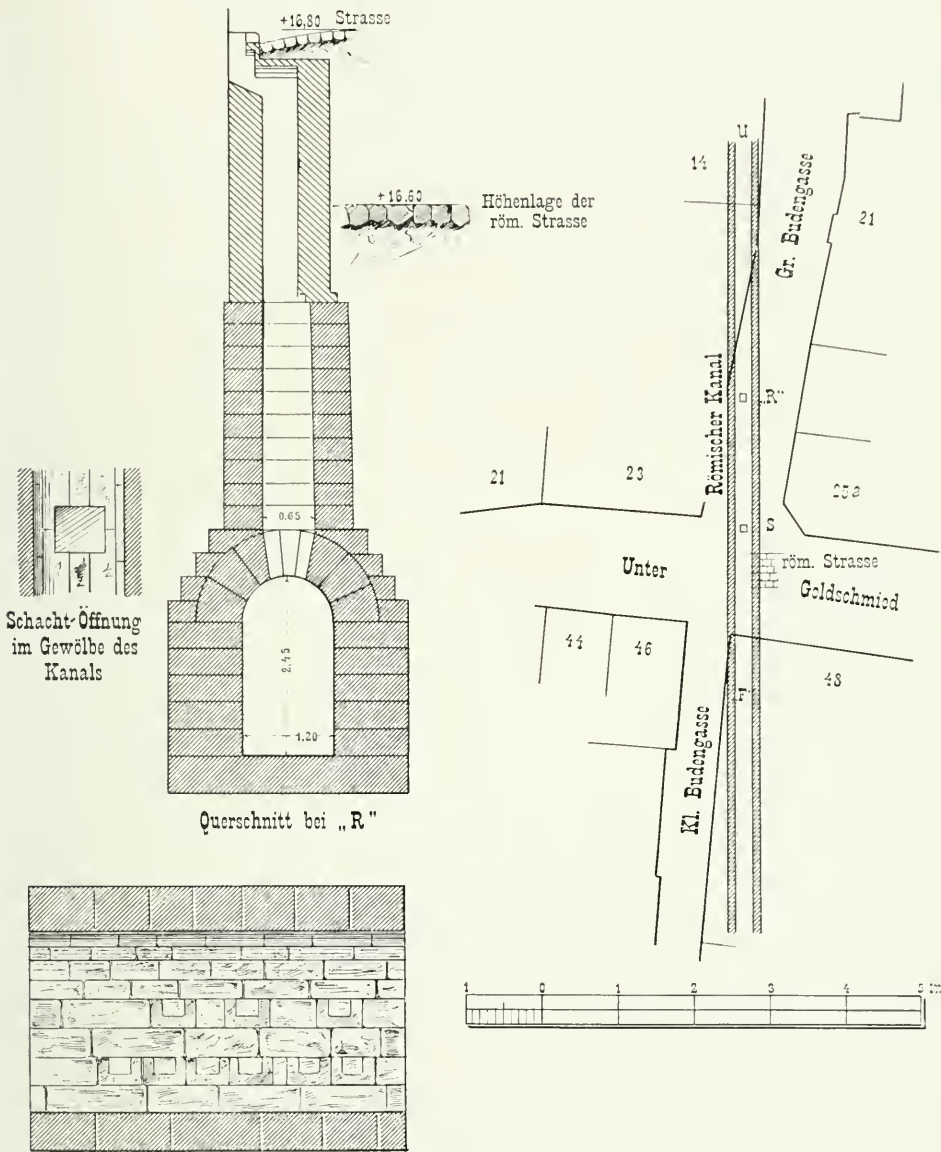 +16,80 Strasse
+16.60
Höhenlage der
röm. Strasse
0.65
2.45
1.20
Schacht-Öffnung
im Gewölbe des
Kanals
Querschnitt bei „R"
U
14
Gr. Budengasse
21
Römischer Kanal
„R"
21
23
25a
S
Unter
röm. Strasse
Goldschmied
44
46
48
Kl. Budengasse
1 0 1 2 3 4 5 m